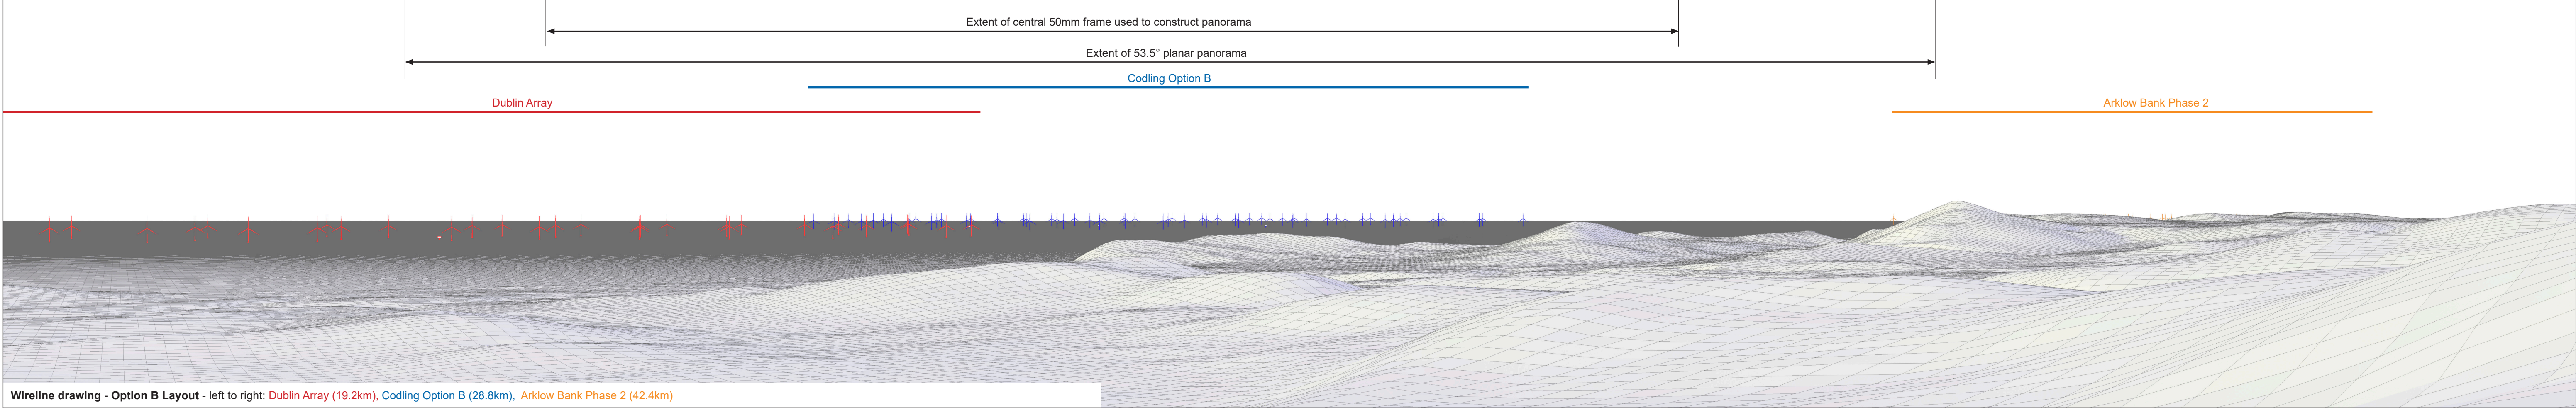 Extent of central 50mm frame used to construct panorama
Extent of 53.5° planar panorama
Codling Option B
Dublin Array
Arklow Bank Phase 2
Wireline drawing - Option B Layout - left to right: Dublin Array (19.2km), Codling Option B (28.8km), Arklow Bank Phase 2 (42.4km)